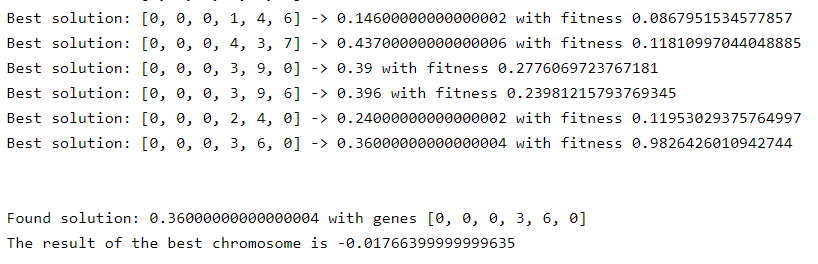 Best solution: [0, 0, 0, 1, 4, 6] -> 0.14600000000000002 with fitness 0.0867951534577857
Best solution: [0, 0, 0, 4, 3, 7] -> 0.43700000000000006 with fitness 0.11810997044048885
Best solution: [0, 0, 0, 3, 9, 0] -> 0.39 with fitness 0.2776069723767181
Best solution: [0, 0, 0, 3, 9, 6] -> 0.396 with fitness 0.23981215793769345
Best solution: [0, 0, 0, 2, 4, 0] -> 0.24000000000000002 with fitness 0.11953029375764997
Best solution: [0, 0, 0, 3, 6, 0] -> 0.36000000000000004 with fitness 0.9826426010942744
Found solution: 0.36000000000000004 with genes [0, 0, 0, 3, 6, 0]
The result of the best chromosome is -0.01766399999999635